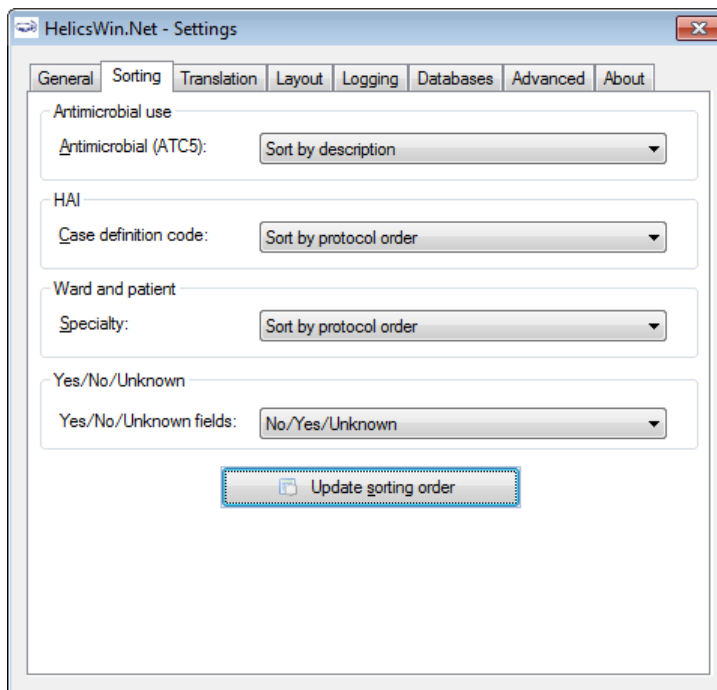 HelicsWin.Net - Settings
General Sorting Translation Layout Logging Databases Advanced About
Antimicrobial use
Antimicrobial (ATC5): Sort by description
HAI
Case definition code: Sort by protocol order
Ward and patient
Specialty: Sort by protocol order
Yes/No/Unknown
Yes/No/Unknown fields: No/Yes/Unknown
Update sorting order